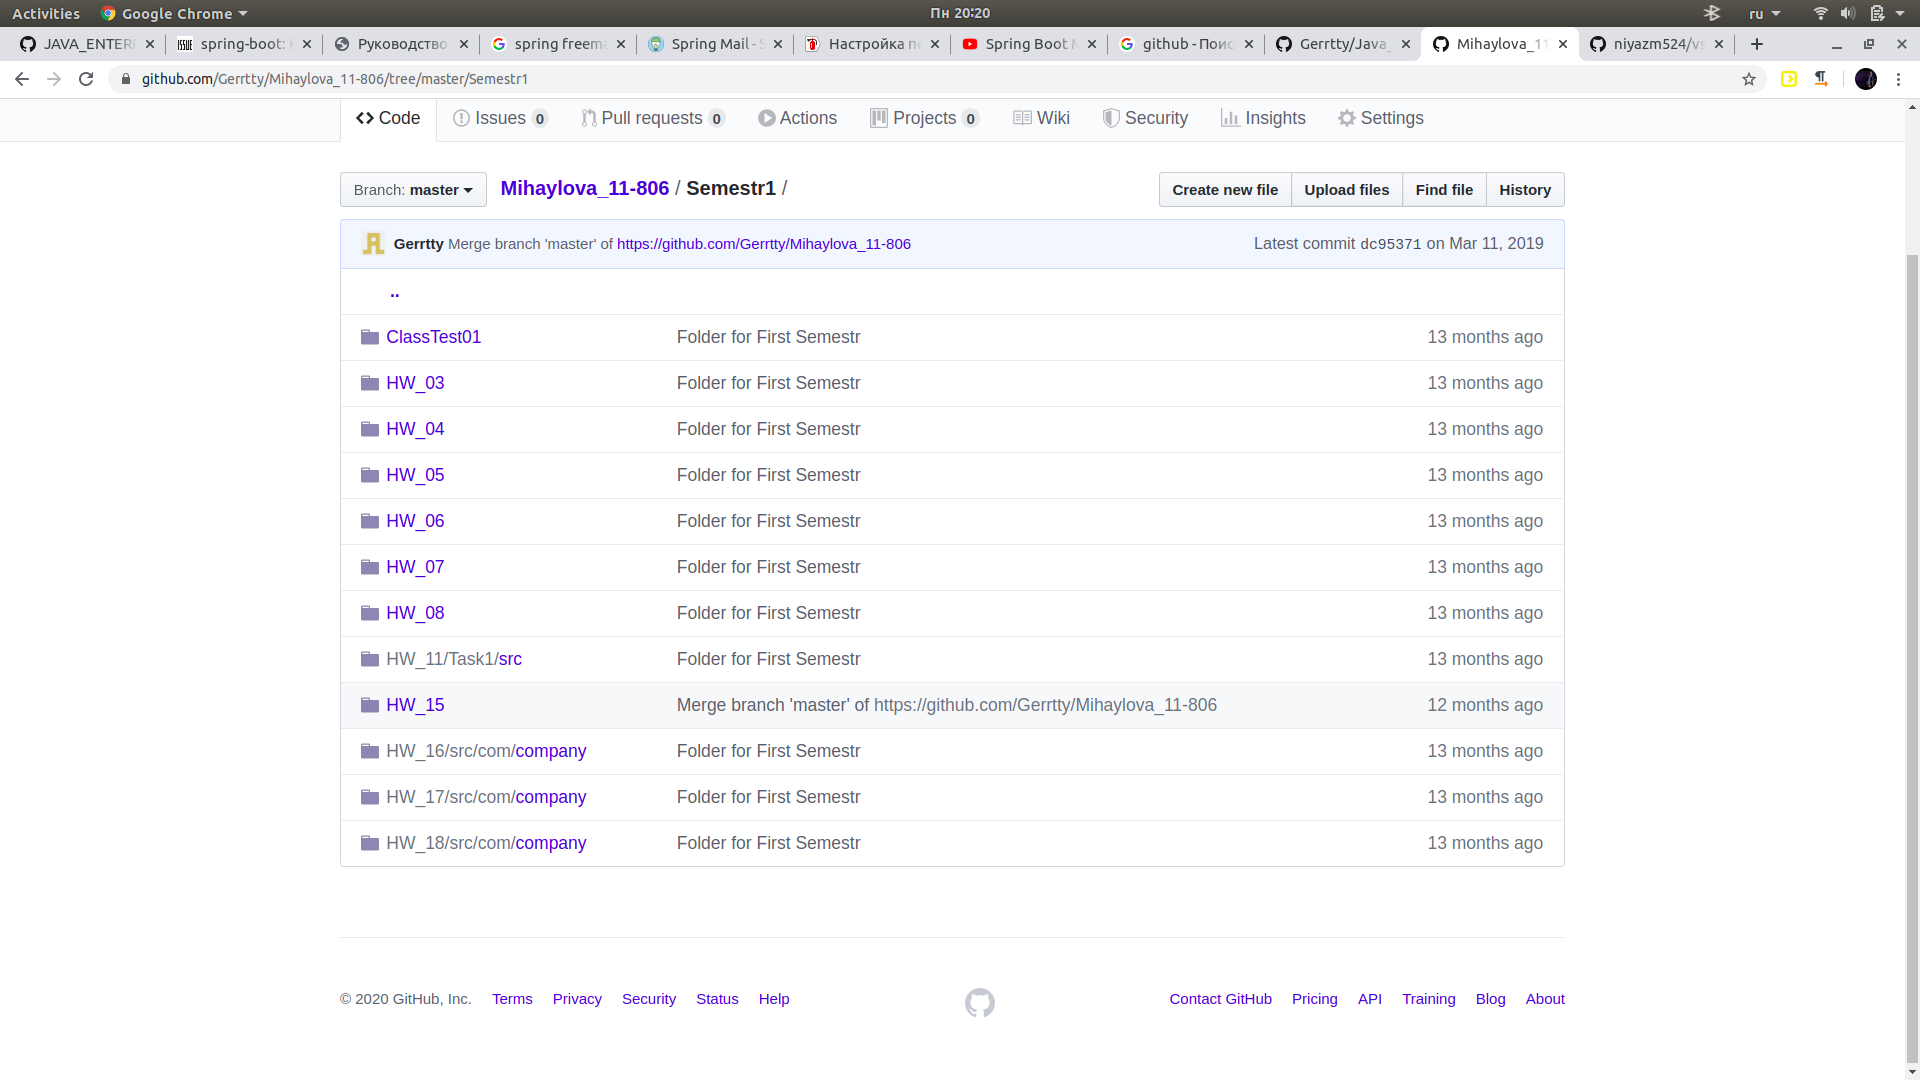 Activities Google Chrome Пн 20:20 ru
JAVA_ENTER spring-boot: Руководство spring freema Spring Mail - S Настройка по Spring Boot M github - Поис Gerrtty/Java_ Mihaylova_11 niyazm524/vs
github.com/Gerrtty/Mihaylova_11-806/tree/master/Semestr1
Code Issues 0 Pull requests 0 Actions Projects 0 Wiki Security Insights Settings
Branch: master Mihaylova_11-806 / Semestr1 / Create new file Upload files Find file History
Gerrtty Merge branch 'master' of https://github.com/Gerrtty/Mihaylova_11-806 Latest commit dc95371 on Mar 11, 2019
..
ClassTest01 Folder for First Semestr 13 months ago
HW_03 Folder for First Semestr 13 months ago
HW_04 Folder for First Semestr 13 months ago
HW_05 Folder for First Semestr 13 months ago
HW_06 Folder for First Semestr 13 months ago
HW_07 Folder for First Semestr 13 months ago
HW_08 Folder for First Semestr 13 months ago
HW_11/Task1/src Folder for First Semestr 13 months ago
HW_15 Merge branch 'master' of https://github.com/Gerrtty/Mihaylova_11-806 12 months ago
HW_16/src/com/company Folder for First Semestr 13 months ago
HW_17/src/com/company Folder for First Semestr 13 months ago
HW_18/src/com/company Folder for First Semestr 13 months ago
© 2020 GitHub, Inc. Terms Privacy Security Status Help Contact GitHub Pricing API Training Blog About